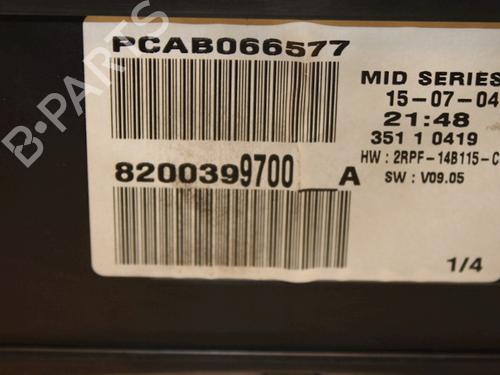 PCAB066577
MID SERIES
15-07-04
21:48
351 1 0419
HW : 2RPF-14B115-C
SW : V09.05
8200399700__A
1/4
B-PARTS